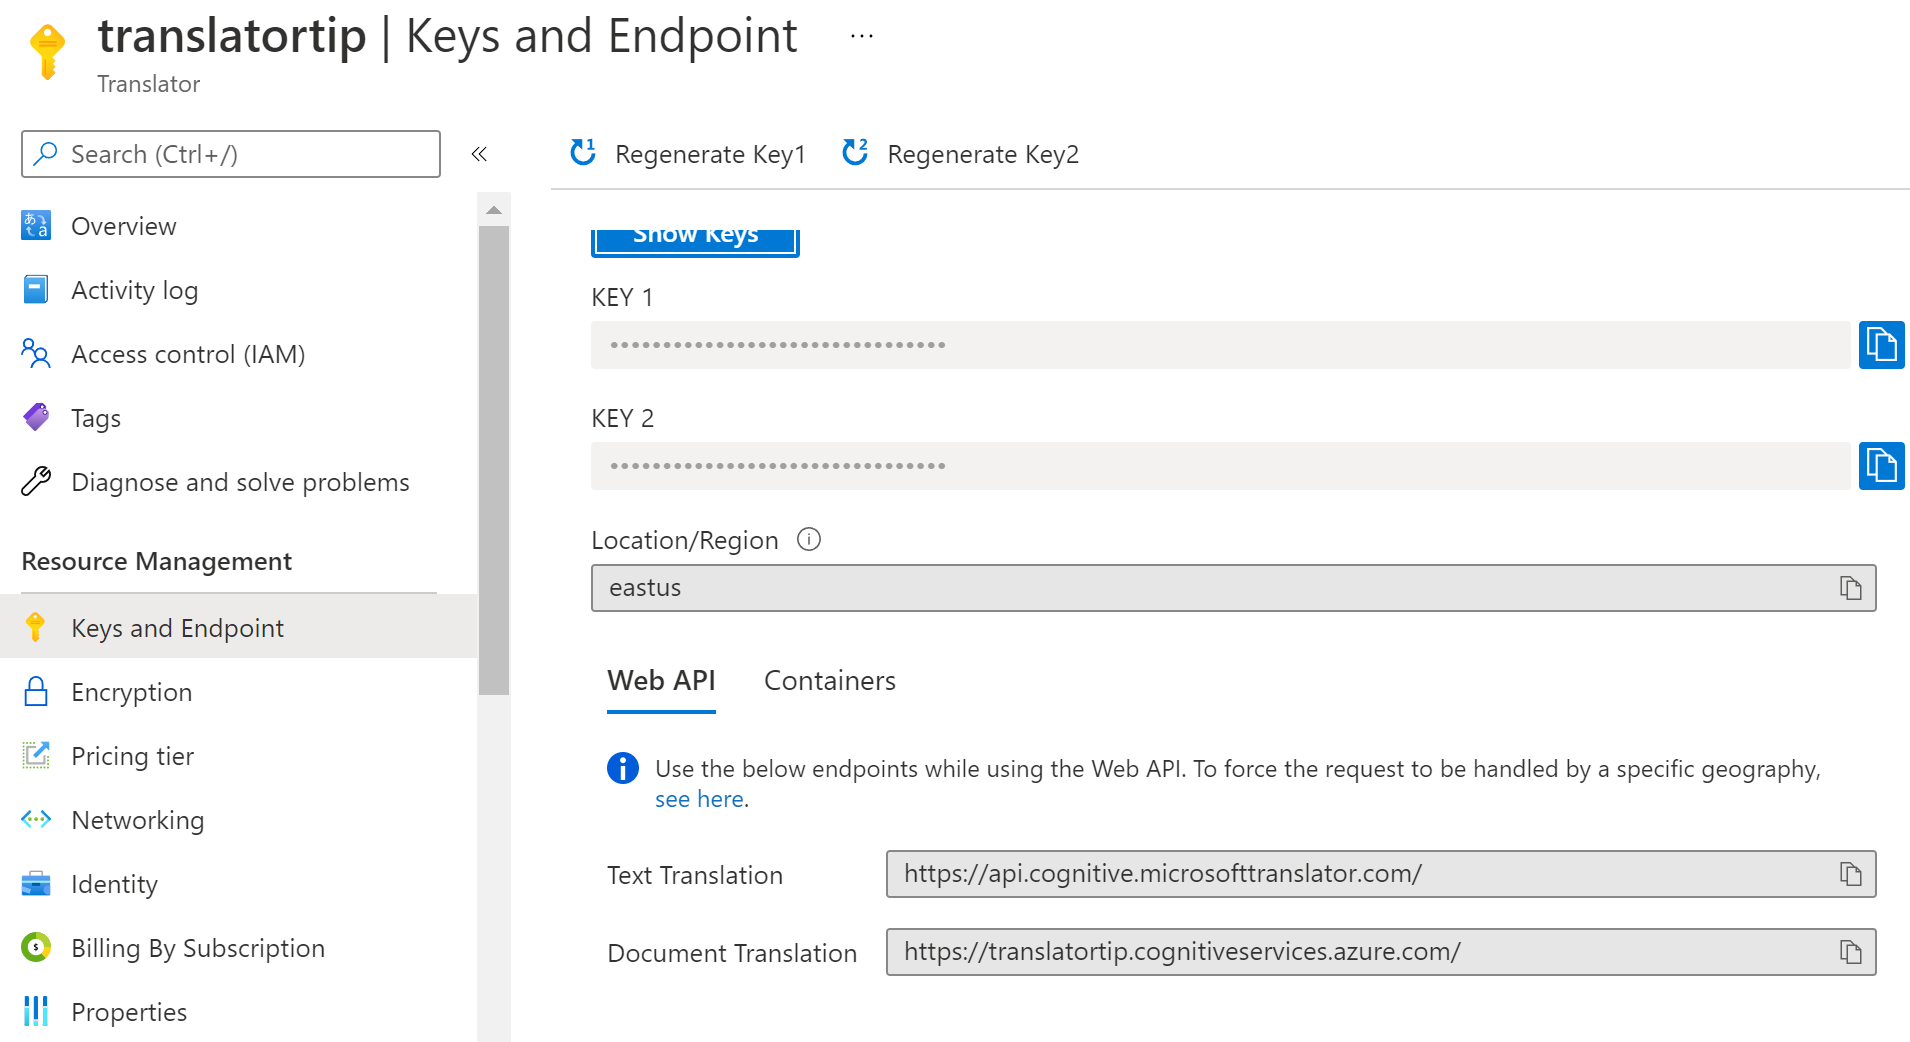 translatortip | Keys and Endpoint ...
Translator
Search (Ctrl+/)
«
Overview
Activity log
Access control (IAM)
Tags
Diagnose and solve problems
Resource Management
Keys and Endpoint
Encryption
Pricing tier
Networking
Identity
Billing By Subscription
Properties
1 Regenerate Key1
2 Regenerate Key2
Show Keys
KEY 1
••••••••••••••••••••••••••••••••
KEY 2
••••••••••••••••••••••••••••••••
Location/Region
eastus
Web API
Containers
Use the below endpoints while using the Web API. To force the request to be handled by a specific geography,
see here.
Text Translation
https://api.cognitive.microsofttranslator.com/
Document Translation
https://translatortip.cognitiveservices.azure.com/